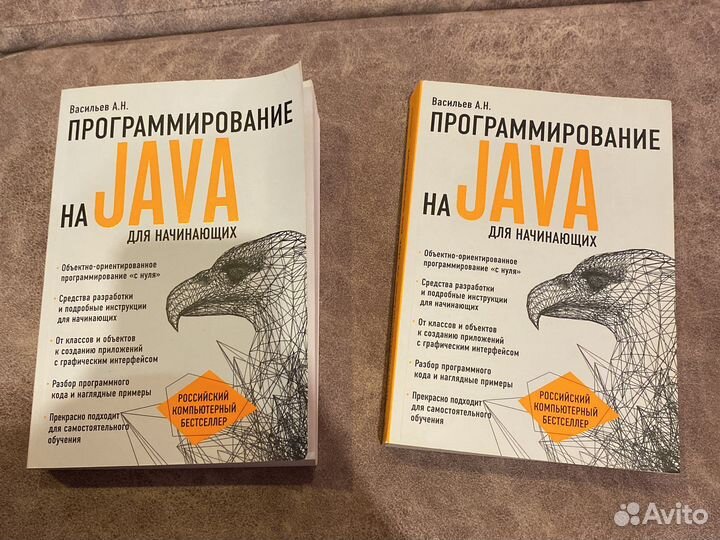 Васильев А.Н.
ПРОГРАММИРОВАНИЕ
НА JAVA
ДЛЯ НАЧИНАЮЩИХ
• Объектно-ориентированное
программирование «с нуля»
• Средства разработки
и подробные инструкции
для начинающих
• От классов и объектов
к созданию приложений
с графическим интерфейсом
• Разбор программного
кода и наглядные примеры
• Прекрасно подходит
для самостоятельного
обучения
РОССИЙСКИЙ
КОМПЬЮТЕРНЫЙ
БЕСТСЕЛЛЕР
Васильев А.Н.
ПРОГРАММИРОВАНИЕ
НА JAVA
ДЛЯ НАЧИНАЮЩИХ
• Объектно-ориентированное
программирование «с нуля»
• Средства разработки
и подробные инструкции
для начинающих
• От классов и объектов
к созданию приложений
с графическим интерфейсом
• Разбор программного
кода и наглядные примеры
• Прекрасно подходит
для самостоятельного
обучения
РОССИЙСКИЙ
КОМПЬЮТЕРНЫЙ
БЕСТСЕЛЛЕР
Avito